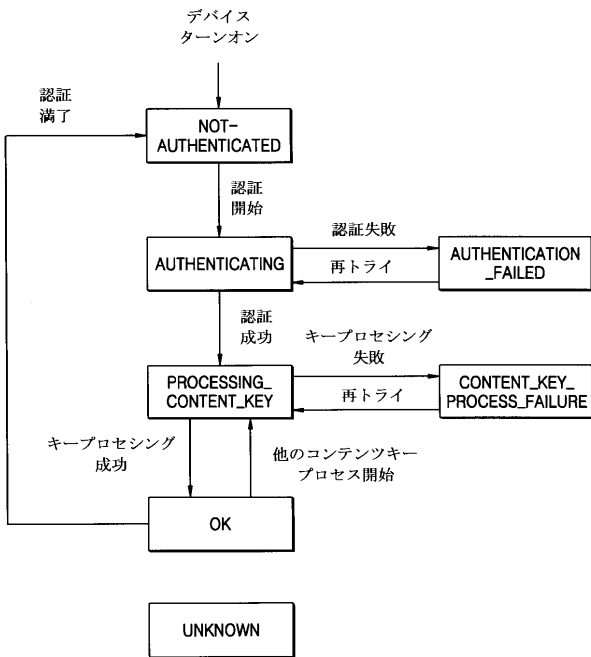 デバイス
ターンオン
認証
満了
NOT-
AUTHENTICATED
認証
開始
認証失敗
AUTHENTICATING
再トライ
AUTHENTICATION
_FAILED
認証
成功
キープロセシング
失敗
PROCESSING_
CONTENT_KEY
再トライ
CONTENT_KEY_
PROCESS_FAILURE
キープロセシング
成功
他のコンテンツキー
プロセス開始
OK
UNKNOWN